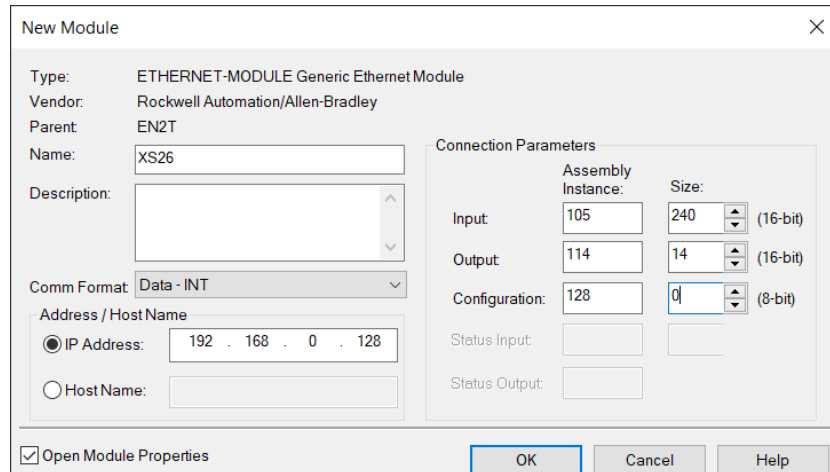 New Module
Type: ETHERNET-MODULE Generic Ethernet Module
Vendor: Rockwell Automation/Allen-Bradley
Parent: EN2T
Name: XS26
Description:
Comm Format: Data - INT
Address / Host Name
IP Address: 192 . 168 . 0 . 128
Host Name:
Connection Parameters
Assembly Instance: Size:
Input: 105 240 (16-bit)
Output: 114 14 (16-bit)
Configuration: 128 0 (8-bit)
Status Input:
Status Output:
Open Module Properties
OK Cancel Help